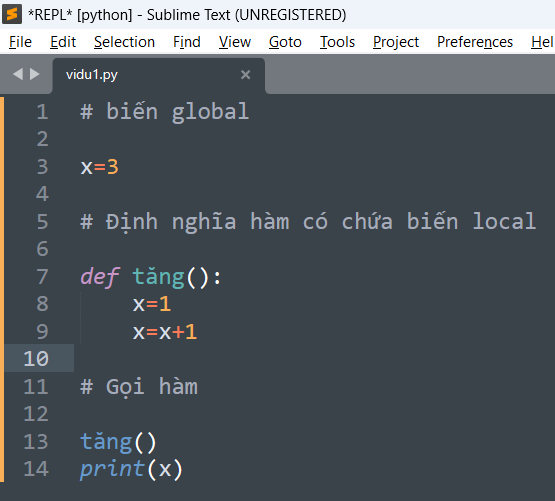 *REPL* [python] - Sublime Text (UNREGISTERED)
File Edit Selection Find View Goto Tools Project Preferences Hel
vidu1.py
1 # biến global
2
3 x=3
4
5 # Định nghĩa hàm có chứa biến local
6
7 def tăng():
8     x=1
9     x=x+1
10
11 # Gọi hàm
12
13 tăng()
14 print(x)